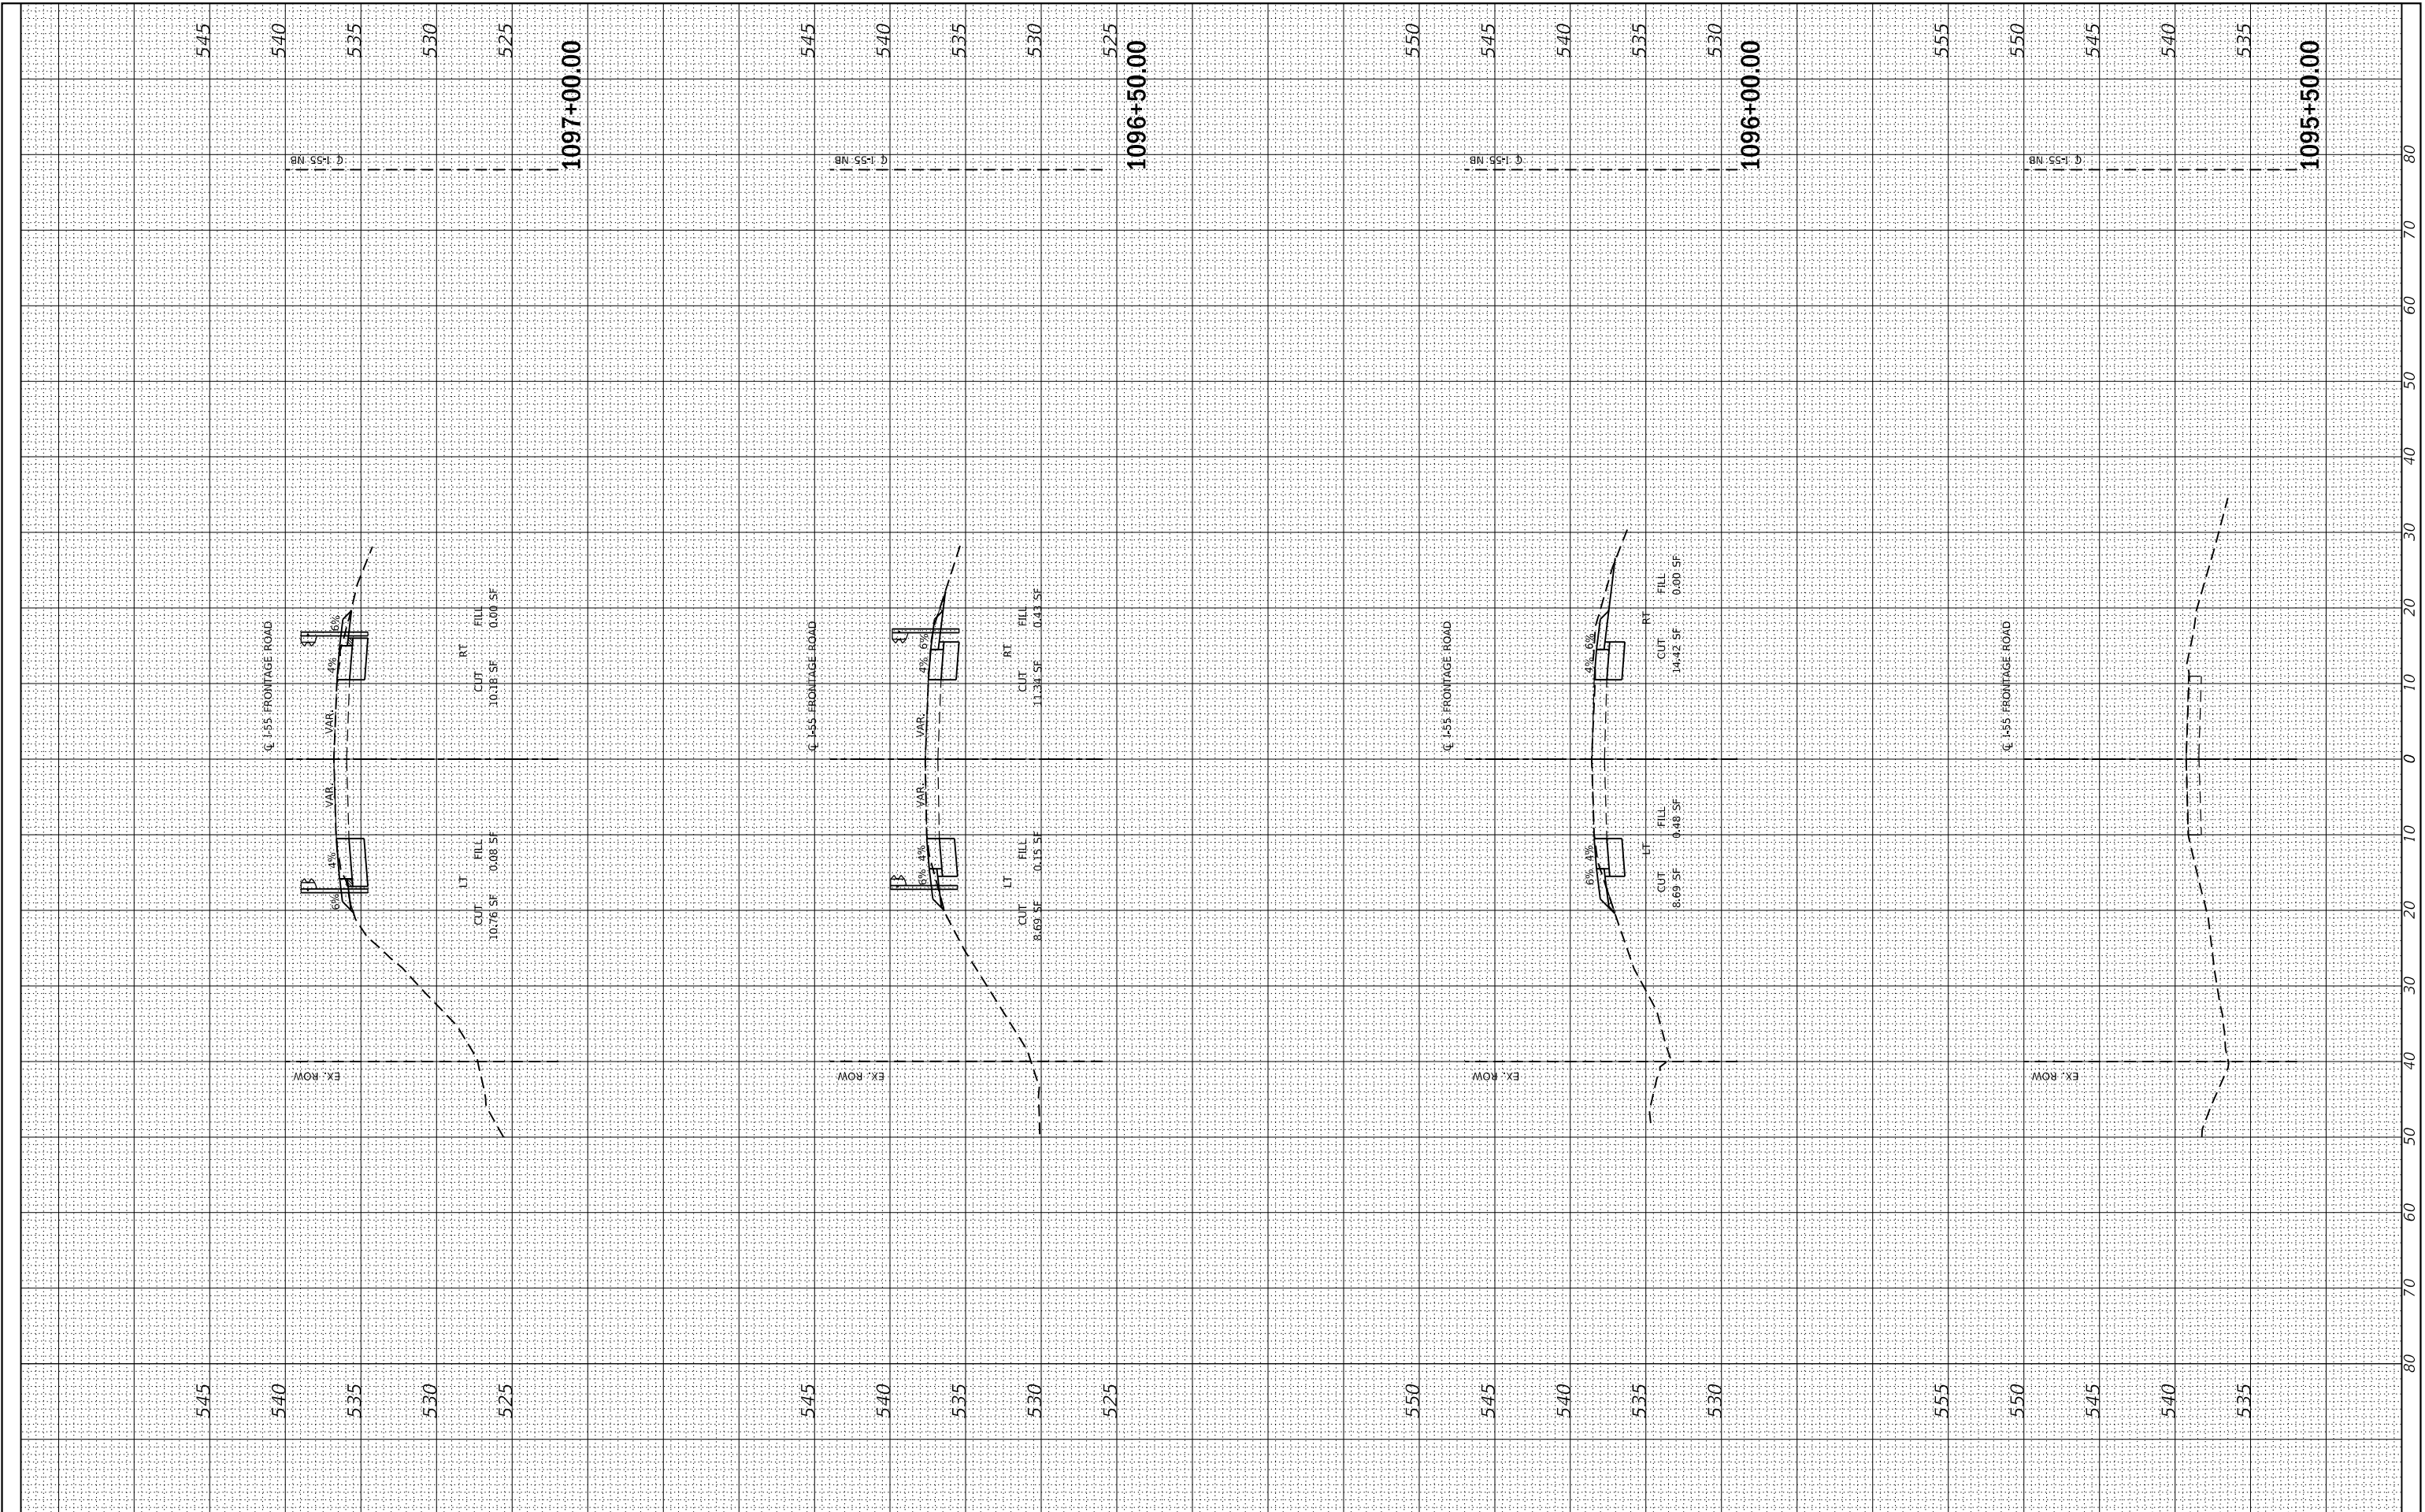 545
540
535
530
525
1097+00.00
℄ I-55 NB
℄ I-55 FRONTAGE ROAD
6%
4%
VAR.
VAR.
4%
6%
RT
CUT FILL
10.18 SF 0.00 SF
LT
CUT FILL
10.76 SF 0.08 SF
EX. ROW
545
540
535
530
525
545
540
535
530
525
1096+50.00
℄ I-55 NB
℄ I-55 FRONTAGE ROAD
6%
4%
VAR.
VAR.
4%
6%
RT
CUT FILL
11.34 SF 0.43 SF
LT
CUT FILL
8.69 SF 0.15 SF
EX. ROW
545
540
535
530
525
550
545
540
535
530
1096+00.00
℄ I-55 NB
℄ I-55 FRONTAGE ROAD
6%
4%
4%
6%
RT
CUT FILL
14.42 SF 0.00 SF
LT
CUT FILL
8.69 SF 0.48 SF
EX. ROW
550
545
540
535
530
555
550
545
540
535
1095+50.00
℄ I-55 NB
℄ I-55 FRONTAGE ROAD
EX. ROW
555
550
545
540
535
80
70
60
50
40
30
20
10
0
10
20
30
40
50
60
70
80